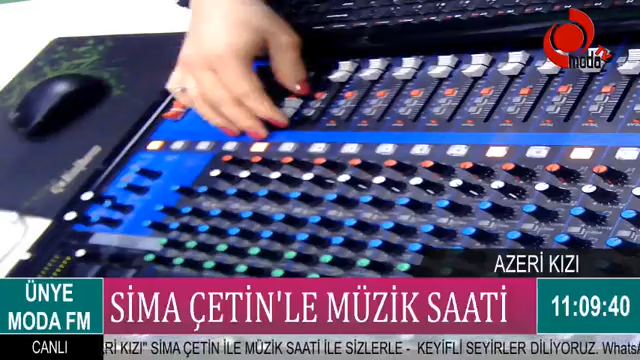 moda
AZERİ KIZI
ÜNYE
MODA FM
SİMA ÇETİN'LE MÜZİK SAATİ
11:09:40
CANLI
Rİ KIZI" SİMA ÇETİN İLE MÜZİK SAATİ İLE SİZLERLE - KEYİFLİ SEYİRLER DİLİYORUZ. Whats